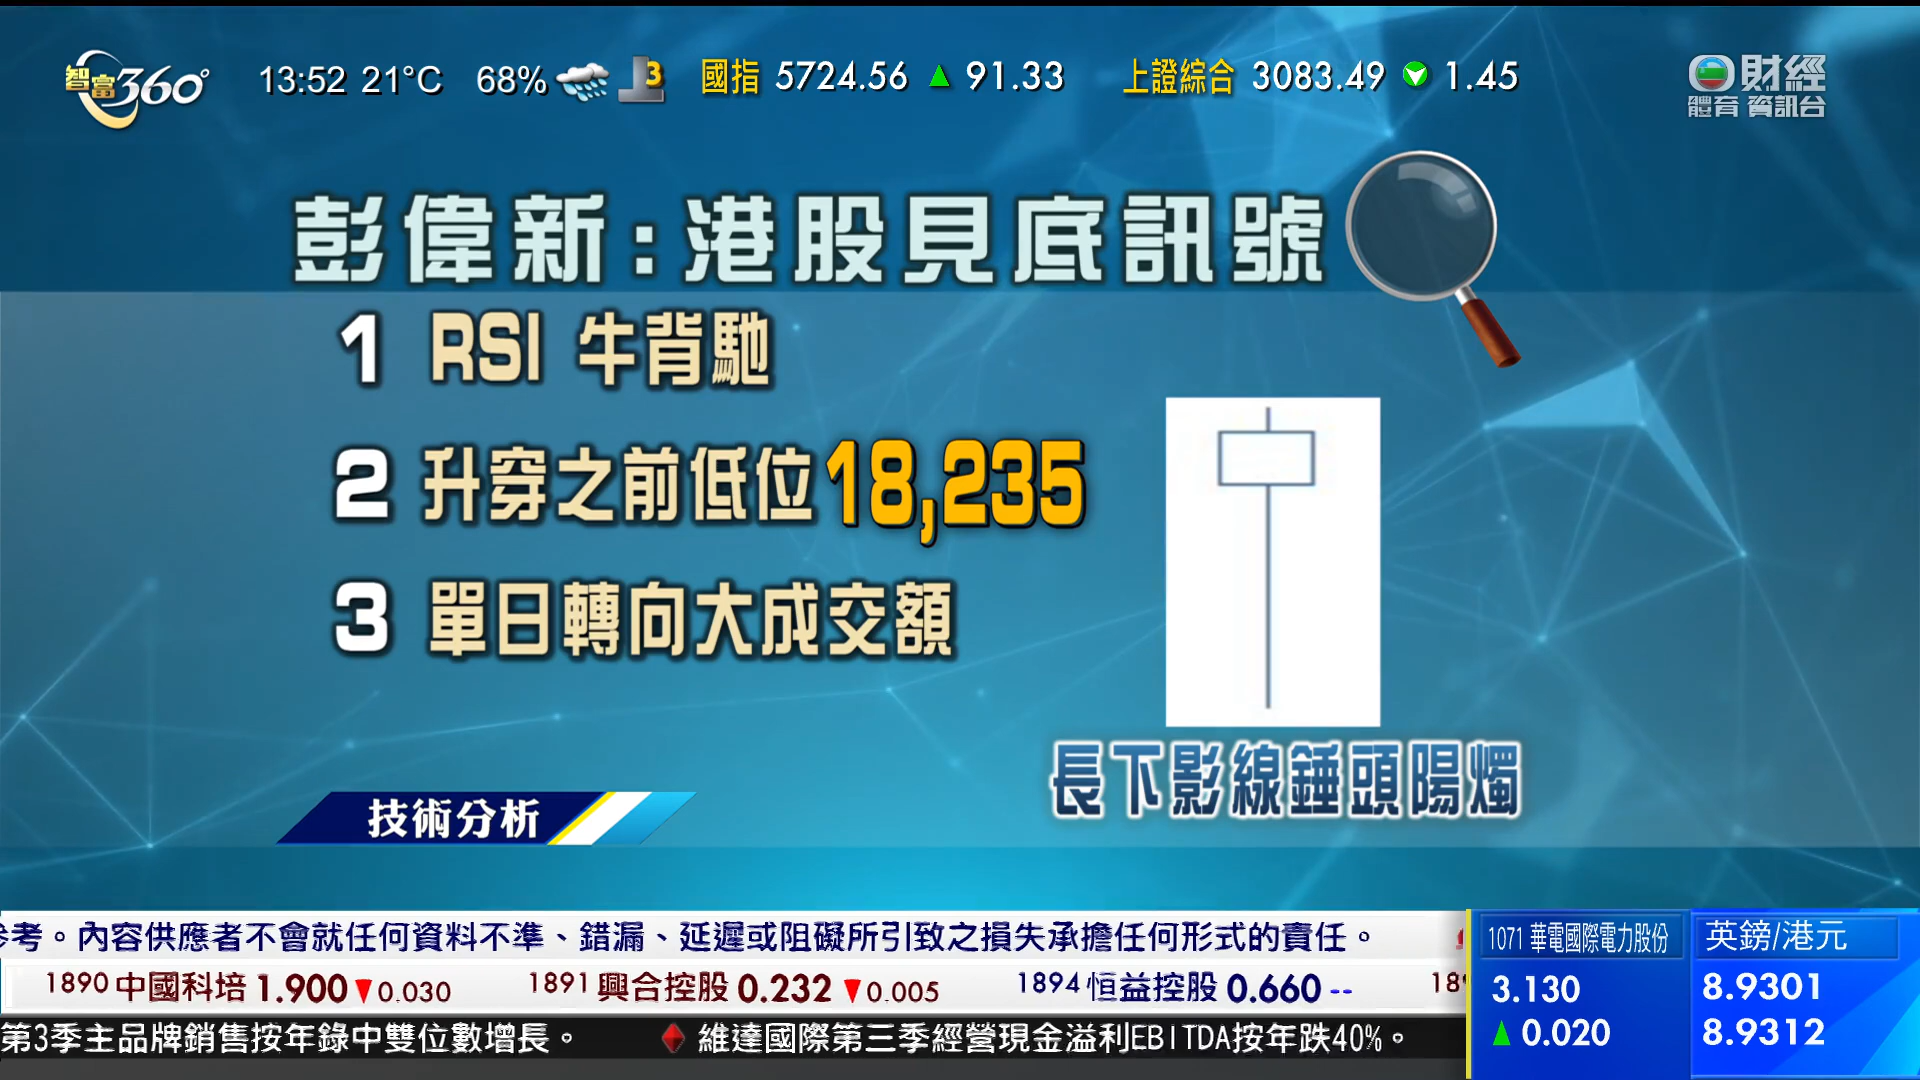 智富360°
13:52 21°C 68% 3 國指 5724.56 ▲ 91.33 上證綜合 3083.49 ▼ 1.45
財經
體育 資訊台
彭偉新:港股見底訊號
1 RSI 牛背馳
2 升穿之前低位18,235
3 單日轉向大成交額
長下影線錘頭陽燭
技術分析
考。內容供應者不會就任何資料不準、錯漏、延遲或阻礙所引致之損失承擔任何形式的責任。
1890 中國科培 1.900 ▼0.030 1891 興合控股 0.232 ▼0.005 1894 恒益控股 0.660 -- 18
第3季主品牌銷售按年錄中雙位數增長。 ♦ 維達國際第三季經營現金溢利EBITDA按年跌40%。
1071 華電國際電力股份
3.130
▲ 0.020
英鎊/港元
8.9301
8.9312